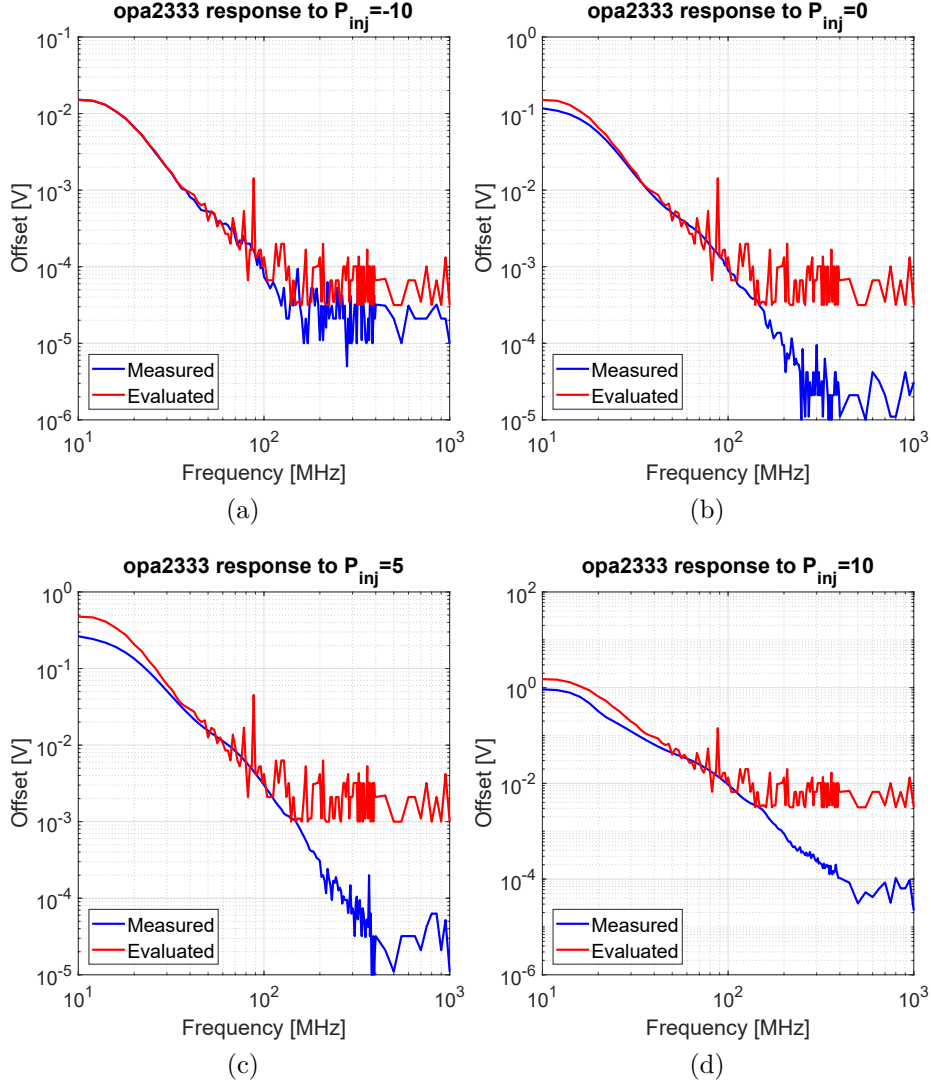 opa2333 response to P_inj=-10
10^-1
10^-2
10^-3
10^-4
10^-5
10^-6
Offset [V]
Measured
Evaluated
10^1
10^2
10^3
Frequency [MHz]
(a)
opa2333 response to P_inj=0
10^0
10^-1
10^-2
10^-3
10^-4
10^-5
Offset [V]
Measured
Evaluated
10^1
10^2
10^3
Frequency [MHz]
(b)
opa2333 response to P_inj=5
10^0
10^-1
10^-2
10^-3
10^-4
10^-5
Offset [V]
Measured
Evaluated
10^1
10^2
10^3
Frequency [MHz]
(c)
opa2333 response to P_inj=10
10^2
10^0
10^-2
10^-4
10^-6
Offset [V]
Measured
Evaluated
10^1
10^2
10^3
Frequency [MHz]
(d)